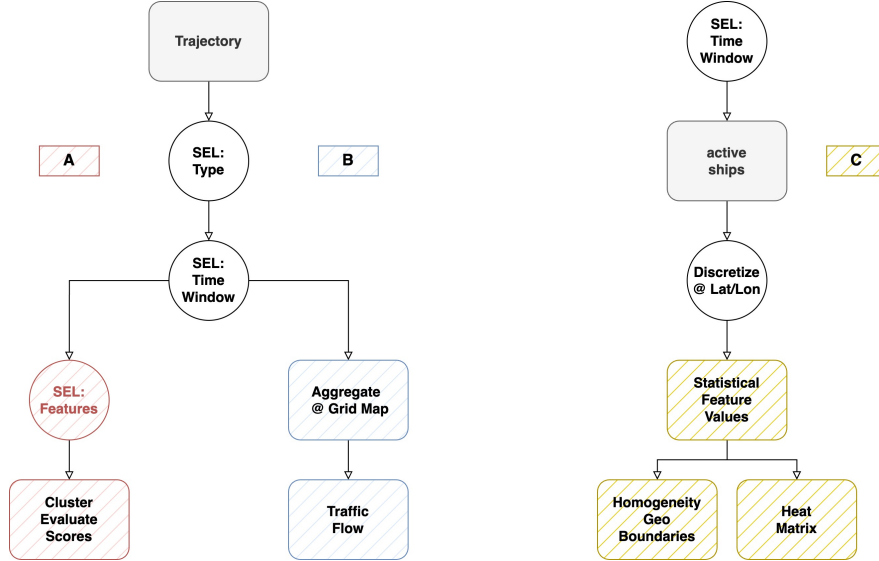 Trajectory
A
SEL:
Type
B
SEL:
Time
Window
SEL:
Features
Aggregate
@ Grid Map
Cluster
Evaluate
Scores
Traffic
Flow
SEL:
Time
Window
active
ships
C
Discretize
@ Lat/Lon
Statistical
Feature
Values
Homogeneity
Geo
Boundaries
Heat
Matrix